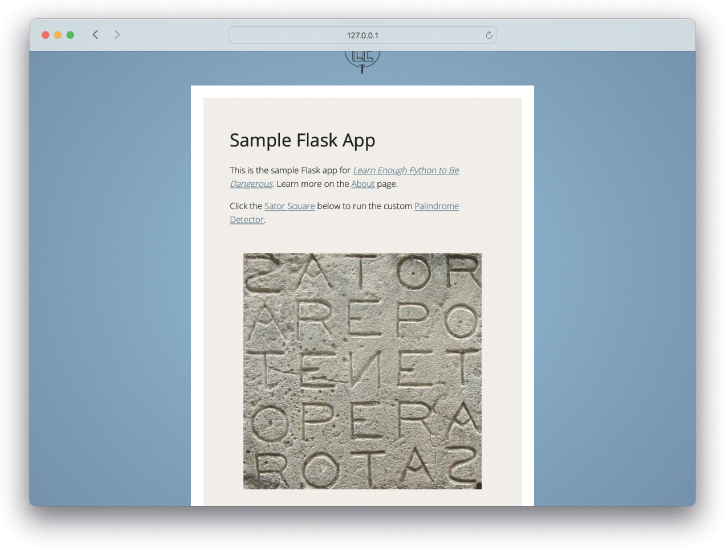 127.0.0.1
Sample Flask App
This is the sample Flask app for Learn Enough Python to Be
Dangerous. Learn more on the About page.
Click the Sator Square below to run the custom Palindrome
Detector.
SATOR
AREPO
TENET
OPERA
ROTAS